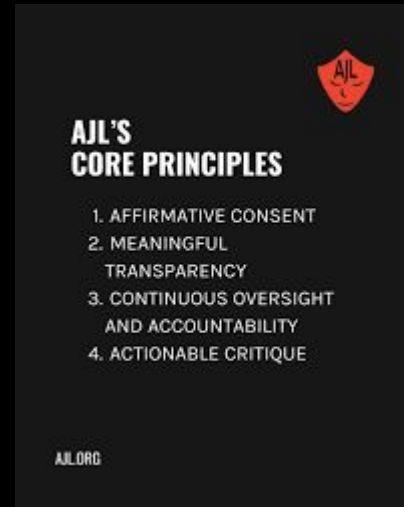 AJL
AJL'S
CORE PRINCIPLES
1. AFFIRMATIVE CONSENT
2. MEANINGFUL
TRANSPARENCY
3. CONTINUOUS OVERSIGHT
AND ACCOUNTABILITY
4. ACTIONABLE CRITIQUE
AJL.ORG